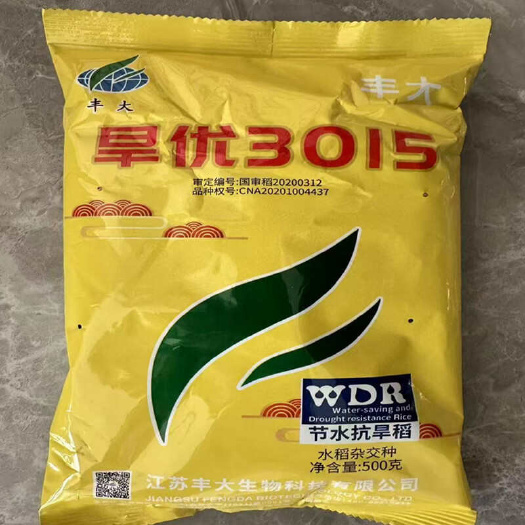 丰大
丰大
旱优3015
审定编号:国审稻20200312
品种权号:CNA20201004437
WDR
Water-saving and
Drought resistance Rice
节水抗旱稻
水稻杂交种
净含量:500克
江苏丰大生物科技有限公司